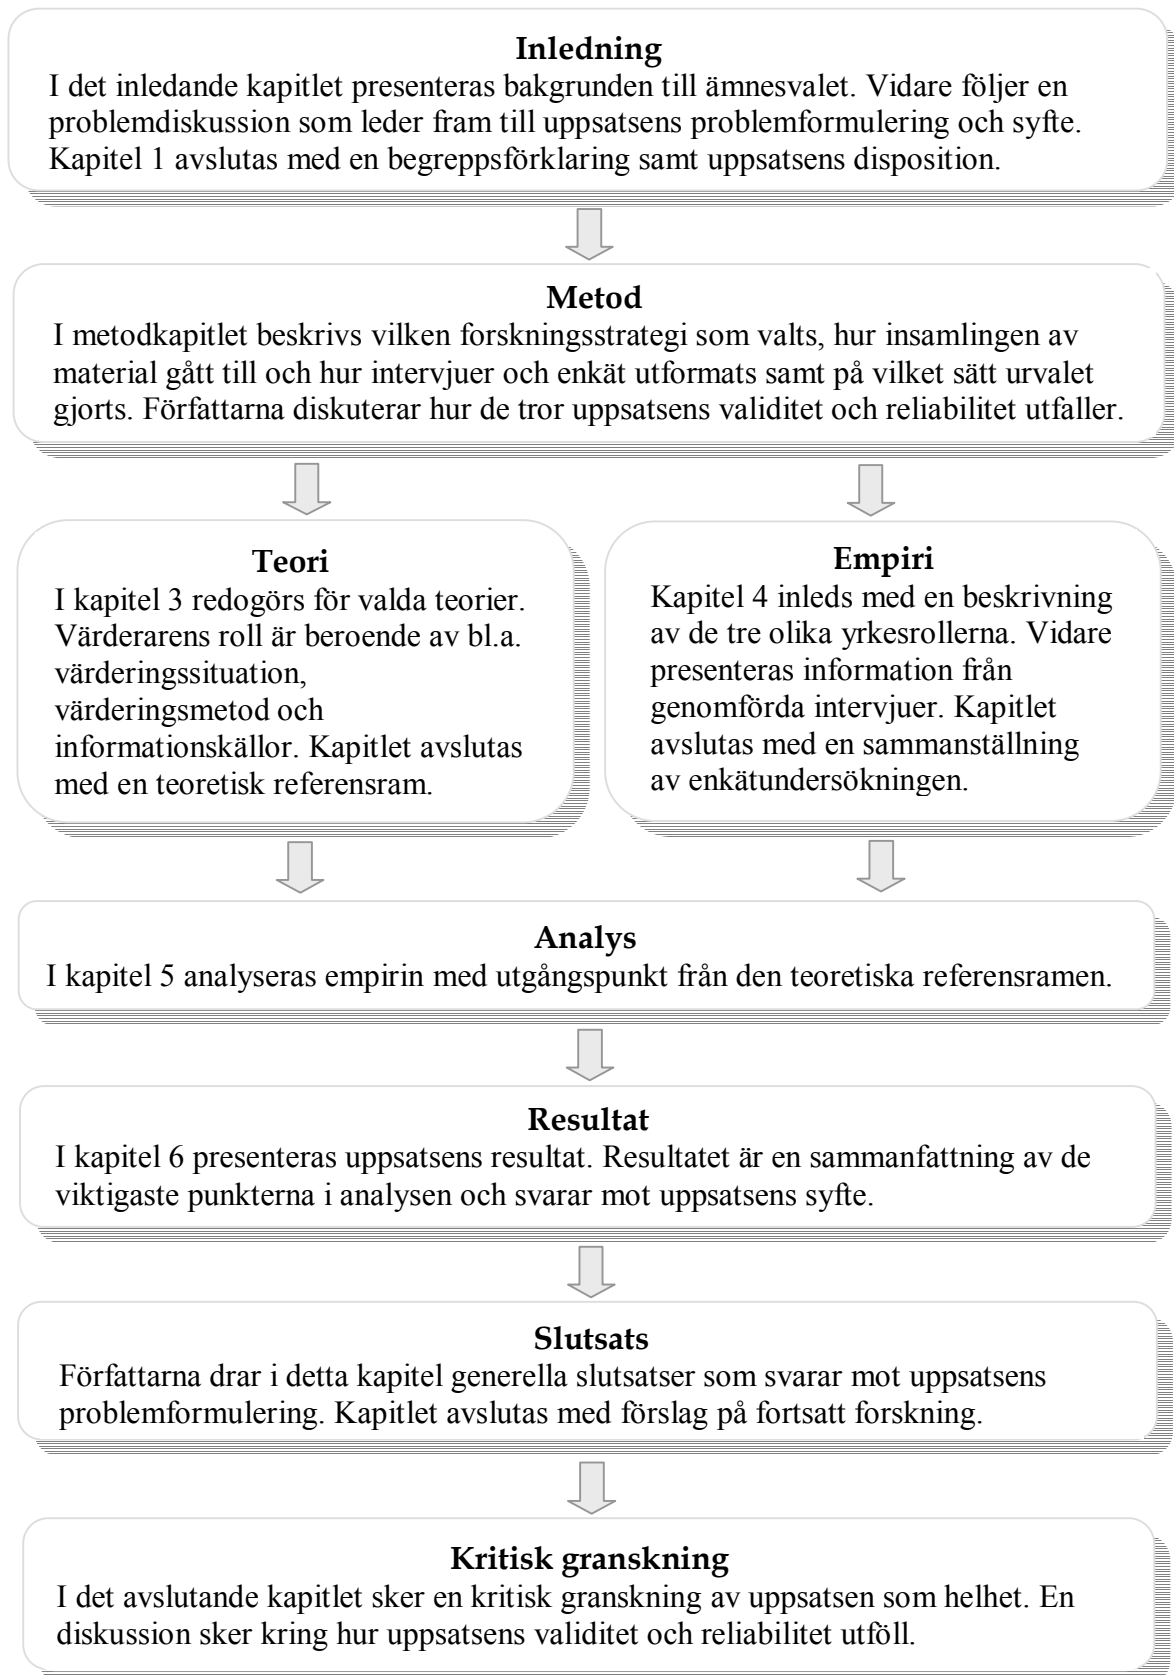 Inledning
I det inledande kapitlet presenteras bakgrunden till ämnesvalet. Vidare följer en
problemdiskussion som leder fram till uppsatsens problemformulering och syfte.
Kapitel 1 avslutas med en begreppsförklaring samt uppsatsens disposition.
Metod
I metodkapitlet beskrivs vilken forskningsstrategi som valts, hur insamlingen av
material gått till och hur intervjuer och enkät utformats samt på vilket sätt urvalet
gjorts. Författarna diskuterar hur de tror uppsatsens validitet och reliabilitet utfaller.
Teori
I kapitel 3 redogörs för valda teorier.
Värderarens roll är beroende av bl.a.
värderingssituation,
värderingsmetod och
informationskällor. Kapitlet avslutas
med en teoretisk referensram.
Empiri
Kapitel 4 inleds med en beskrivning
av de tre olika yrkesrollerna. Vidare
presenteras information från
genomförda intervjuer. Kapitlet
avslutas med en sammanställning
av enkätundersökningen.
Analys
I kapitel 5 analyseras empirin med utgångspunkt från den teoretiska referensramen.
Resultat
I kapitel 6 presenteras uppsatsens resultat. Resultatet är en sammanfattning av de
viktigaste punkterna i analysen och svarar mot uppsatsens syfte.
Slutsats
Författarna drar i detta kapitel generella slutsatser som svarar mot uppsatsens
problemformulering. Kapitlet avslutas med förslag på fortsatt forskning.
Kritisk granskning
I det avslutande kapitlet sker en kritisk granskning av uppsatsen som helhet. En
diskussion sker kring hur uppsatsens validitet och reliabilitet utföll.